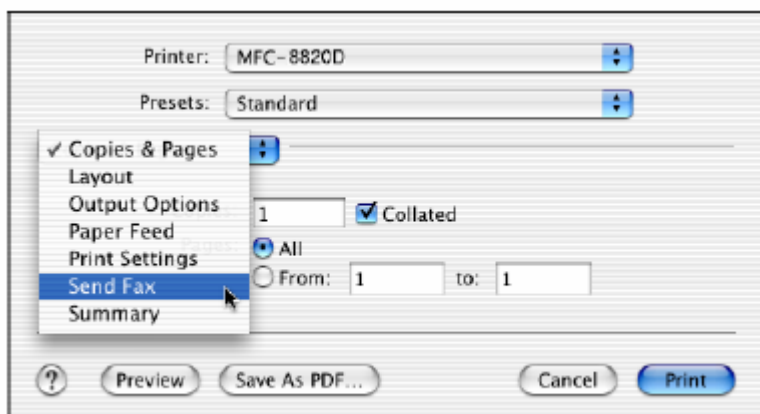 Printer: MFC-8820D
Presets: Standard
✓ Copies & Pages
Layout
Output Options
1 Collated
Paper Feed
Pages: All
Print Settings
From: 1 to: 1
Send Fax
Summary
? Preview Save As PDF... Cancel Print